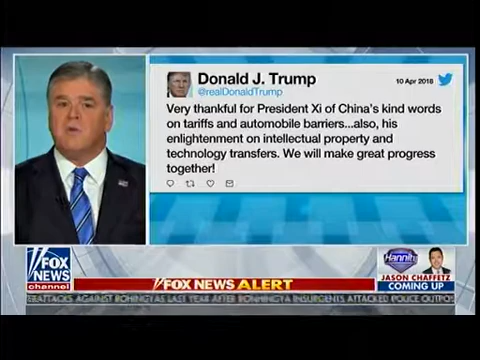 Donald J. Trump
@realDonaldTrump
10 Apr 2018
Very thankful for President Xi of China's kind words
on tariffs and automobile barriers...also, his
enlightenment on intellectual property and
technology transfers. We will make great progress
together!
FOX
NEWS
channel
Hannity
JASON CHAFFETZ
COMING UP
FOX NEWS ALERT
ATTACKS AGAINST ROHINGYAS LAST YEAR AFTER ROHINGYA INSURGENTS ATTACKED POLICE OUTPOS